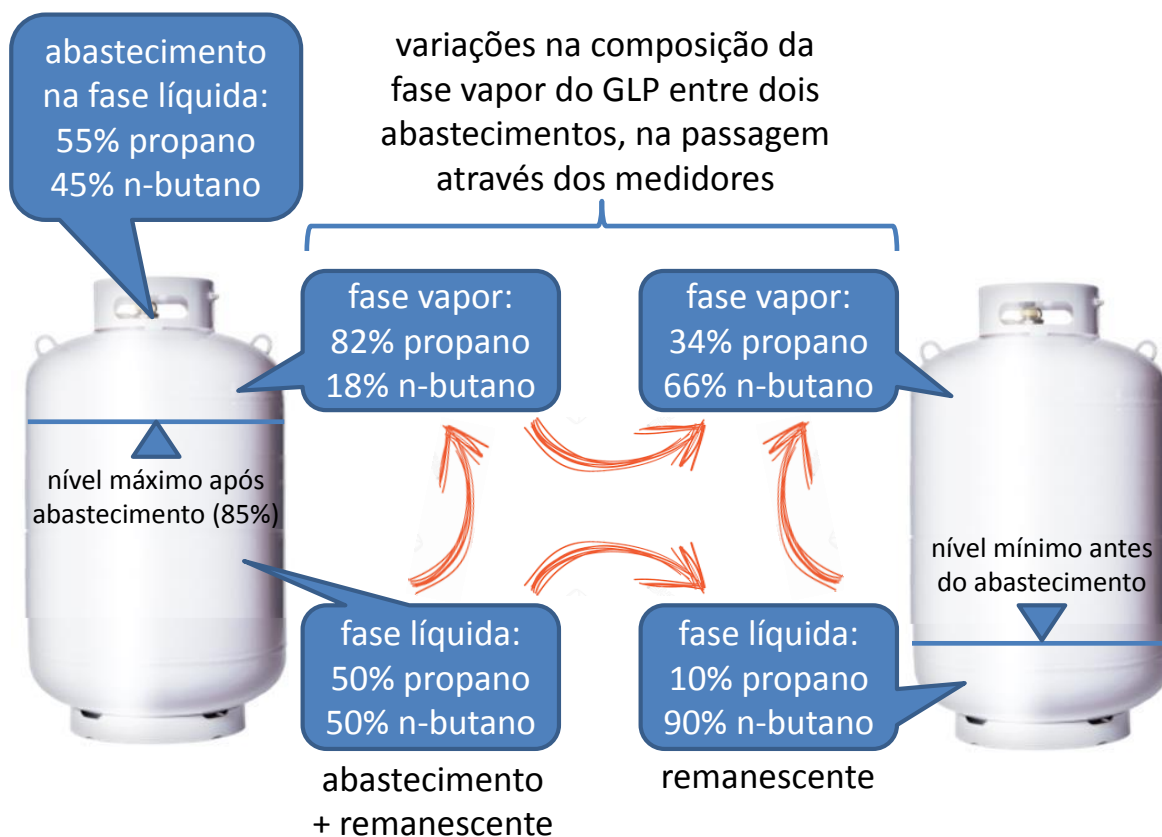 abastecimento
na fase líquida:
55% propano
45% n-butano
variações na composição da
fase vapor do GLP entre dois
abastecimentos, na passagem
através dos medidores
fase vapor:
82% propano
18% n-butano
fase vapor:
34% propano
66% n-butano
nível máximo após
abastecimento (85%)
nível mínimo antes
do abastecimento
fase líquida:
50% propano
50% n-butano
fase líquida:
10% propano
90% n-butano
abastecimento
+ remanescente
remanescente